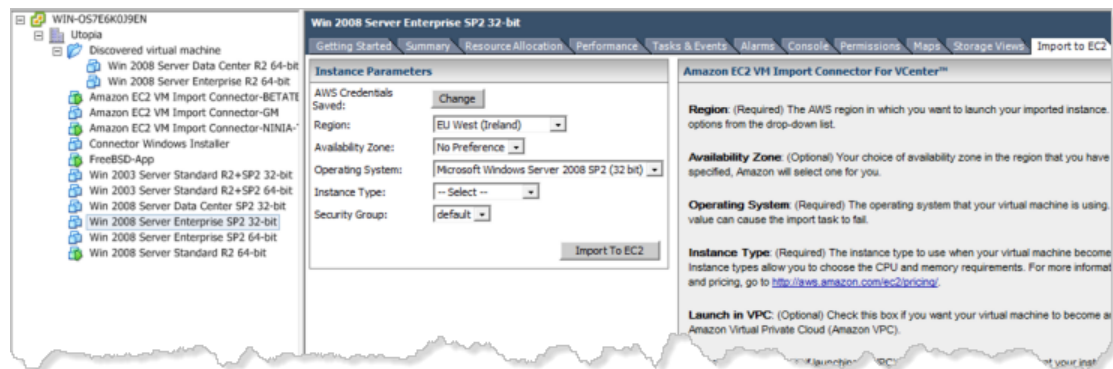 WIN-OS7E6K0J9EN
Utopia
Discovered virtual machine
Win 2008 Server Data Center R2 64-bit
Win 2008 Server Enterprise R2 64-bit
Amazon EC2 VM Import Connector-BETATE
Amazon EC2 VM Import Connector-GM
Amazon EC2 VM Import Connector-NINIA-
Connector Windows Installer
FreeBSD-App
Win 2003 Server Standard R2+SP2 32-bit
Win 2003 Server Standard R2+SP2 64-bit
Win 2008 Server Data Center SP2 32-bit
Win 2008 Server Enterprise SP2 32-bit
Win 2008 Server Enterprise SP2 64-bit
Win 2008 Server Standard R2 64-bit
Win 2008 Server Enterprise SP2 32-bit
Getting Started Summary Resource Allocation Performance Tasks & Events Alarms Console Permissions Maps Storage Views Import to EC2
Instance Parameters
AWS Credentials Saved: Change
Region: EU West (Ireland)
Availability Zone: No Preference
Operating System: Microsoft Windows Server 2008 SP2 (32 bit)
Instance Type: -- Select --
Security Group: default
Import To EC2
Amazon EC2 VM Import Connector For VCenter™
Region: (Required) The AWS region in which you want to launch your imported instance.
options from the drop-down list.
Availability Zone: (Optional) Your choice of availability zone in the region that you have
specified, Amazon will select one for you.
Operating System: (Required) The operating system that your virtual machine is using.
value can cause the import task to fail.
Instance Type: (Required) The instance type to use when your virtual machine become
Instance types allow you to choose the CPU and memory requirements. For more informat
and pricing, go to http://aws.amazon.com/ec2/pricing/.
Launch in VPC: (Optional) Check this box if you want your virtual machine to become a
Amazon Virtual Private Cloud (Amazon VPC).